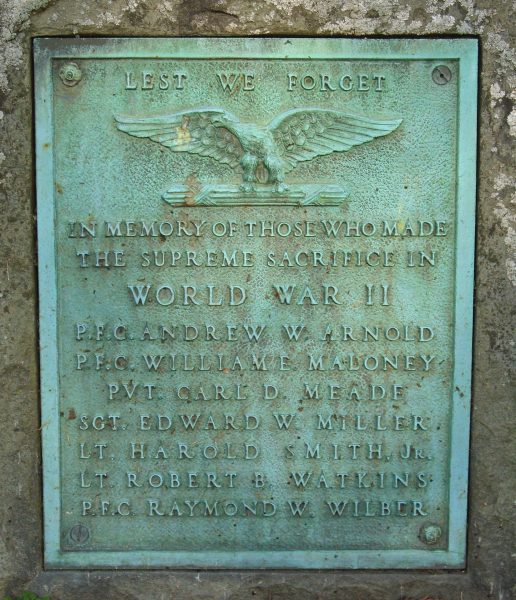 LEST WE FORGET
IN MEMORY OF THOSE WHO MADE
THE SUPREME SACRIFICE IN
WORLD WAR II
P.F.C. ANDREW W. ARNOLD
P.F.C. WILLIAM E. MALONEY
PVT. CARL D. MEADE
SGT. EDWARD W. MILLER
LT. HAROLD SMITH, JR.
LT. ROBERT B. WATKINS
P.F.C. RAYMOND W. WILBER